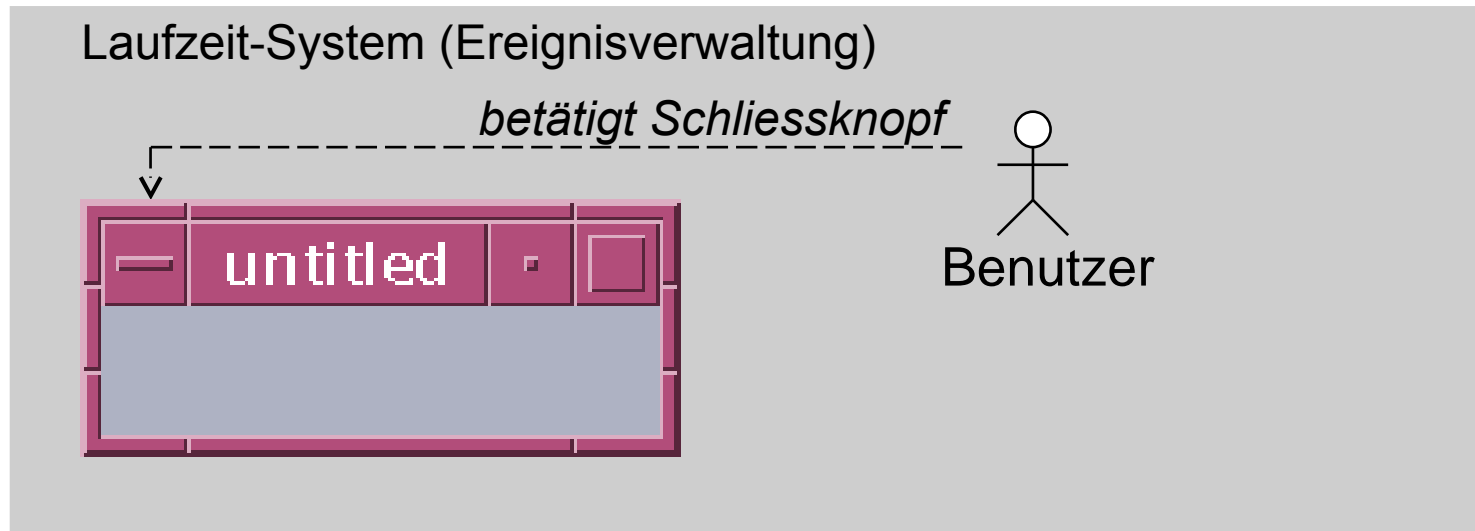 Laufzeit-System (Ereignisverwaltung)
betätigt Schliessknopf
untitled
Benutzer